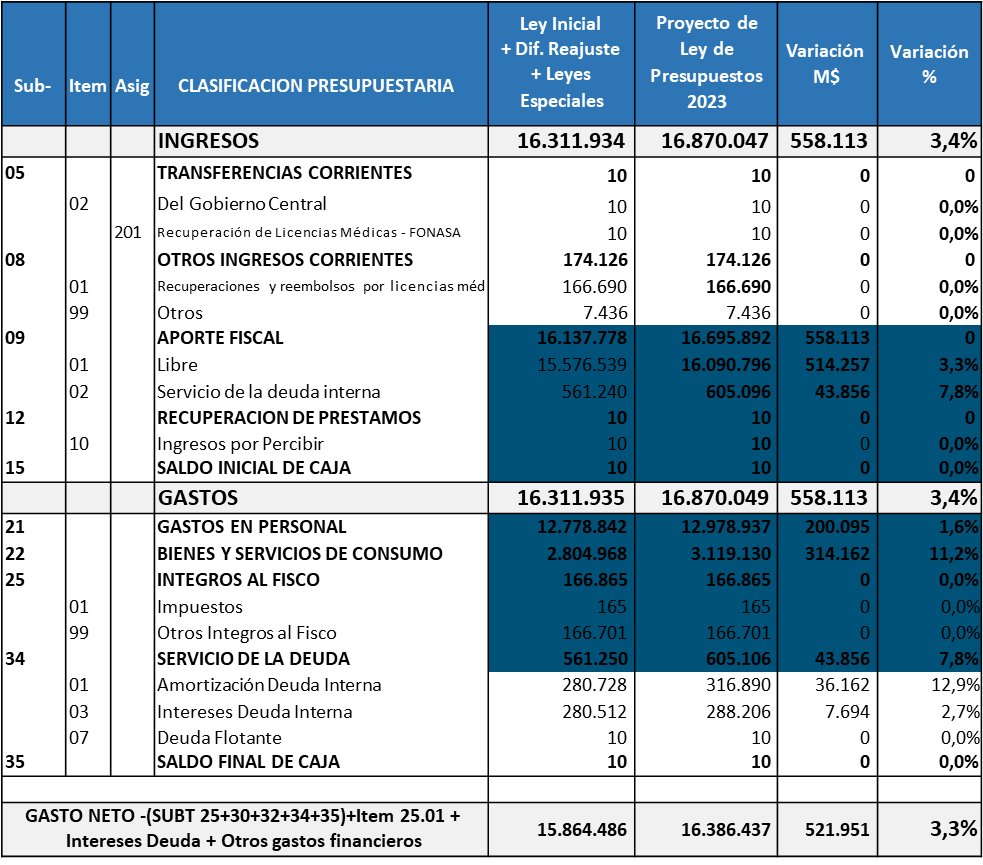 Sub- Item Asig CLASIFICACION PRESUPUESTARIA Ley Inicial + Dif. Reajuste + Leyes Especiales Proyecto de Ley de Presupuestos 2023 Variación M$ Variación %
INGRESOS 16.311.934 16.870.047 558.113 3,4%
05 TRANSFERENCIAS CORRIENTES 10 10 0 0
02 Del Gobierno Central 10 10 0 0,0%
201 Recuperación de Licencias Médicas - FONASA 10 10 0 0,0%
08 OTROS INGRESOS CORRIENTES 174.126 174.126 0 0
01 Recuperaciones y reembolsos por licencias méd 166.690 166.690 0 0,0%
99 Otros 7.436 7.436 0 0,0%
09 APORTE FISCAL 16.137.778 16.695.892 558.113 0
01 Libre 15.576.539 16.090.796 514.257 3,3%
02 Servicio de la deuda interna 561.240 605.096 43.856 7,8%
12 RECUPERACION DE PRESTAMOS 10 10 0 0
10 Ingresos por Percibir 10 10 0 0,0%
15 SALDO INICIAL DE CAJA 10 10 0 0,0%
GASTOS 16.311.935 16.870.049 558.113 3,4%
21 GASTOS EN PERSONAL 12.778.842 12.978.937 200.095 1,6%
22 BIENES Y SERVICIOS DE CONSUMO 2.804.968 3.119.130 314.162 11,2%
25 INTEGROS AL FISCO 166.865 166.865 0 0,0%
01 Impuestos 165 165 0 0,0%
99 Otros Integros al Fisco 166.701 166.701 0 0,0%
34 SERVICIO DE LA DEUDA 561.250 605.106 43.856 7,8%
01 Amortización Deuda Interna 280.728 316.890 36.162 12,9%
03 Intereses Deuda Interna 280.512 288.206 7.694 2,7%
07 Deuda Flotante 10 10 0 0,0%
35 SALDO FINAL DE CAJA 10 10 0 0,0%
GASTO NETO -(SUBT 25+30+32+34+35)+Item 25.01 +
Intereses Deuda + Otros gastos financieros 15.864.486 16.386.437 521.951 3,3%